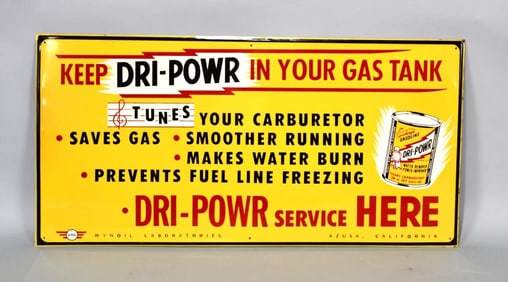 KEEP DRI-POWR IN YOUR GAS TANK
TUNES YOUR CARBURETOR
• SAVES GAS • SMOOTHER RUNNING
• MAKES WATER BURN
• PREVENTS FUEL LINE FREEZING
• DRI-POWR SERVICE HERE
GASOLINE
DRI-POWR
WYNOIL LABORATORIES AZUSA, CALIFORNIA